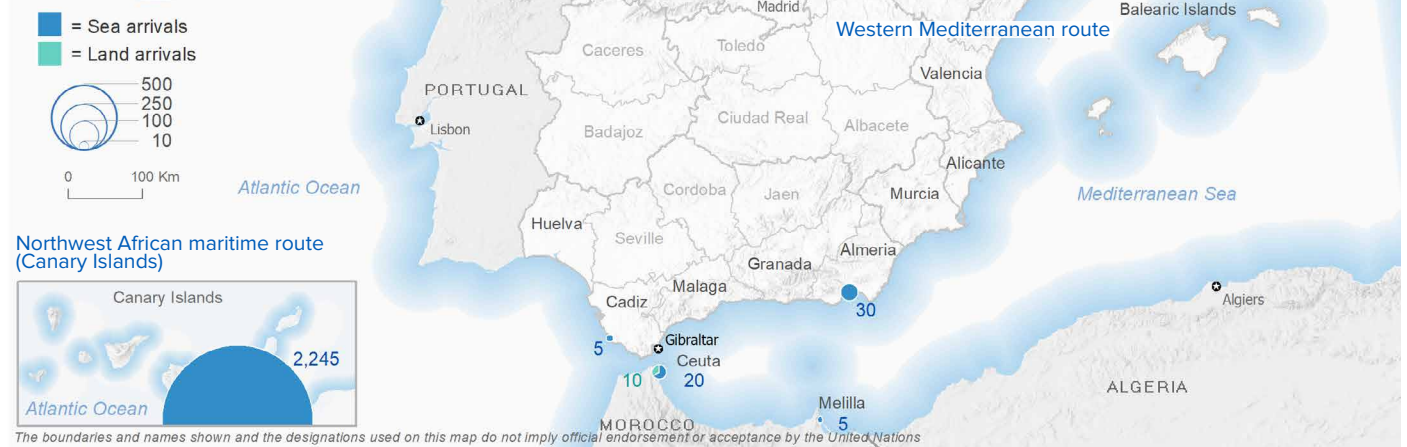 = Sea arrivals
= Land arrivals
500
250
100
10
0 100 Km
Northwest African maritime route
(Canary Islands)
Canary Islands
2,245
Atlantic Ocean
Atlantic Ocean
PORTUGAL
Lisbon
Madrid
Western Mediterranean route
Balearic Islands
Caceres
Toledo
Valencia
Badajoz
Ciudad Real
Albacete
Alicante
Cordoba
Jaen
Murcia
Mediterranean Sea
Huelva
Seville
Almeria
Granada
Malaga
Cadiz
30
Algiers
5
Gibraltar
Ceuta
10
20
Melilla
5
ALGERIA
MOROCCO
The boundaries and names shown and the designations used on this map do not imply official endorsement or acceptance by the United Nations